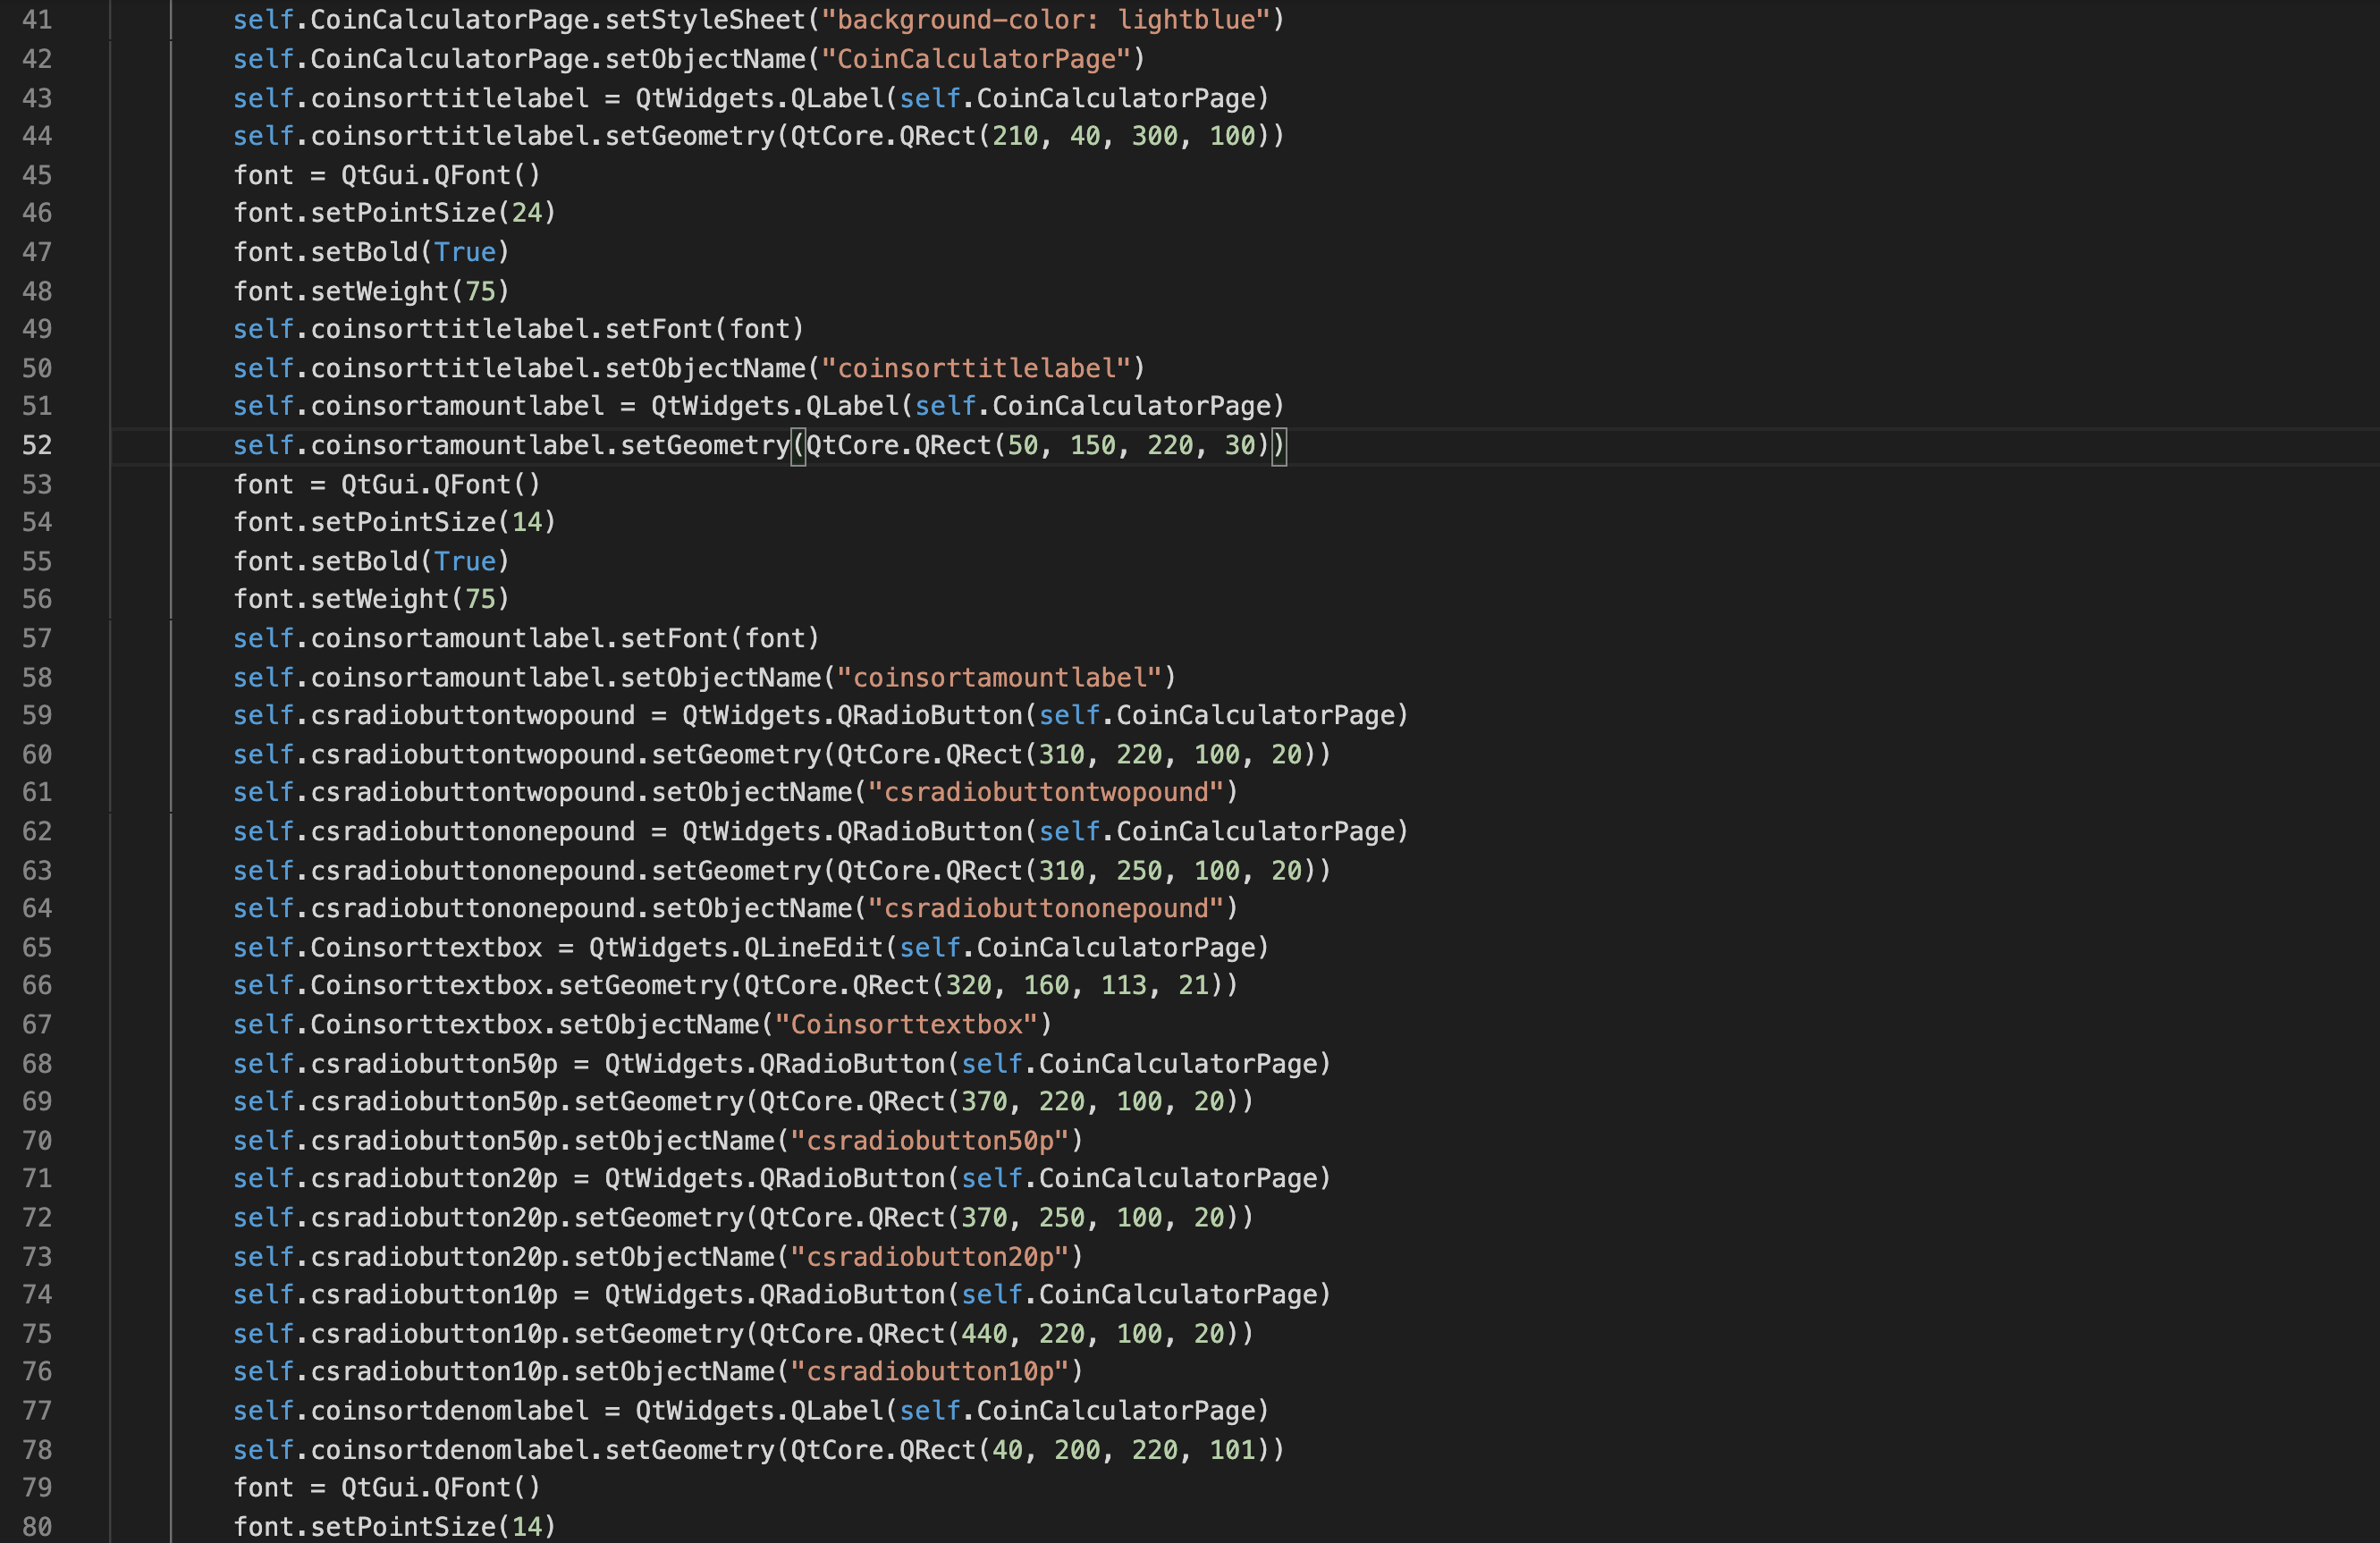 41 self.CoinCalculatorPage.setStyleSheet("background-color: lightblue")
42 self.CoinCalculatorPage.setObjectName("CoinCalculatorPage")
43 self.coinsorttitlelabel = QtWidgets.QLabel(self.CoinCalculatorPage)
44 self.coinsorttitlelabel.setGeometry(QtCore.QRect(210, 40, 300, 100))
45 font = QtGui.QFont()
46 font.setPointSize(24)
47 font.setBold(True)
48 font.setWeight(75)
49 self.coinsorttitlelabel.setFont(font)
50 self.coinsorttitlelabel.setObjectName("coinsorttitlelabel")
51 self.coinsortamountlabel = QtWidgets.QLabel(self.CoinCalculatorPage)
52 self.coinsortamountlabel.setGeometry(QtCore.QRect(50, 150, 220, 30))
53 font = QtGui.QFont()
54 font.setPointSize(14)
55 font.setBold(True)
56 font.setWeight(75)
57 self.coinsortamountlabel.setFont(font)
58 self.coinsortamountlabel.setObjectName("coinsortamountlabel")
59 self.csradiobuttontwopound = QtWidgets.QRadioButton(self.CoinCalculatorPage)
60 self.csradiobuttontwopound.setGeometry(QtCore.QRect(310, 220, 100, 20))
61 self.csradiobuttontwopound.setObjectName("csradiobuttontwopound")
62 self.csradiobuttononepound = QtWidgets.QRadioButton(self.CoinCalculatorPage)
63 self.csradiobuttononepound.setGeometry(QtCore.QRect(310, 250, 100, 20))
64 self.csradiobuttononepound.setObjectName("csradiobuttononepound")
65 self.Coinsorttextbox = QtWidgets.QLineEdit(self.CoinCalculatorPage)
66 self.Coinsorttextbox.setGeometry(QtCore.QRect(320, 160, 113, 21))
67 self.Coinsorttextbox.setObjectName("Coinsorttextbox")
68 self.csradiobutton50p = QtWidgets.QRadioButton(self.CoinCalculatorPage)
69 self.csradiobutton50p.setGeometry(QtCore.QRect(370, 220, 100, 20))
70 self.csradiobutton50p.setObjectName("csradiobutton50p")
71 self.csradiobutton20p = QtWidgets.QRadioButton(self.CoinCalculatorPage)
72 self.csradiobutton20p.setGeometry(QtCore.QRect(370, 250, 100, 20))
73 self.csradiobutton20p.setObjectName("csradiobutton20p")
74 self.csradiobutton10p = QtWidgets.QRadioButton(self.CoinCalculatorPage)
75 self.csradiobutton10p.setGeometry(QtCore.QRect(440, 220, 100, 20))
76 self.csradiobutton10p.setObjectName("csradiobutton10p")
77 self.coinsortdenomlabel = QtWidgets.QLabel(self.CoinCalculatorPage)
78 self.coinsortdenomlabel.setGeometry(QtCore.QRect(40, 200, 220, 101))
79 font = QtGui.QFont()
80 font.setPointSize(14)